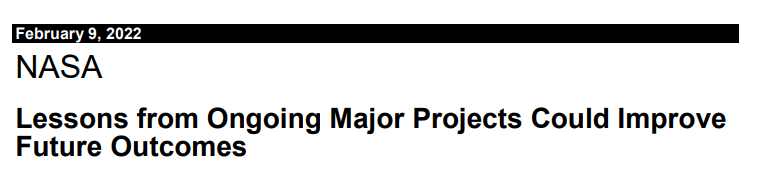 February 9, 2022
NASA
Lessons from Ongoing Major Projects Could Improve
Future Outcomes